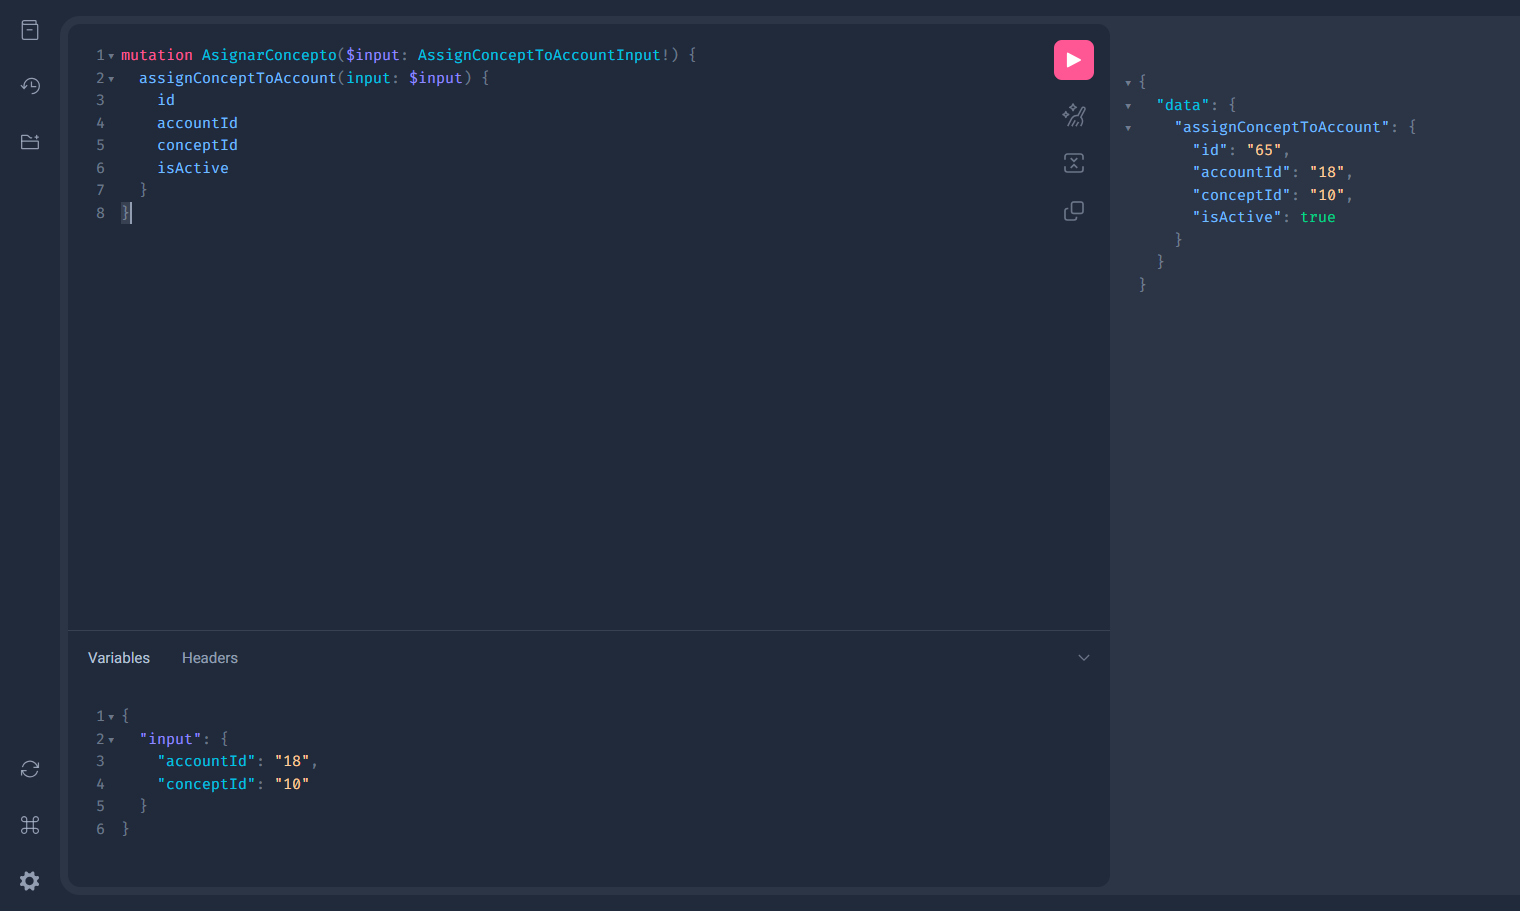 1 mutation AsignarConcepto($input: AssignConceptToAccountInput!) {
2   assignConceptToAccount(input: $input) {
3     id
4     accountId
5     conceptId
6     isActive
7   }
8 }
Variables Headers
1 {
2   "input": {
3     "accountId": "18",
4     "conceptId": "10"
5   }
6 }
{
  "data": {
    "assignConceptToAccount": {
      "id": "65",
      "accountId": "18",
      "conceptId": "10",
      "isActive": true
    }
  }
}